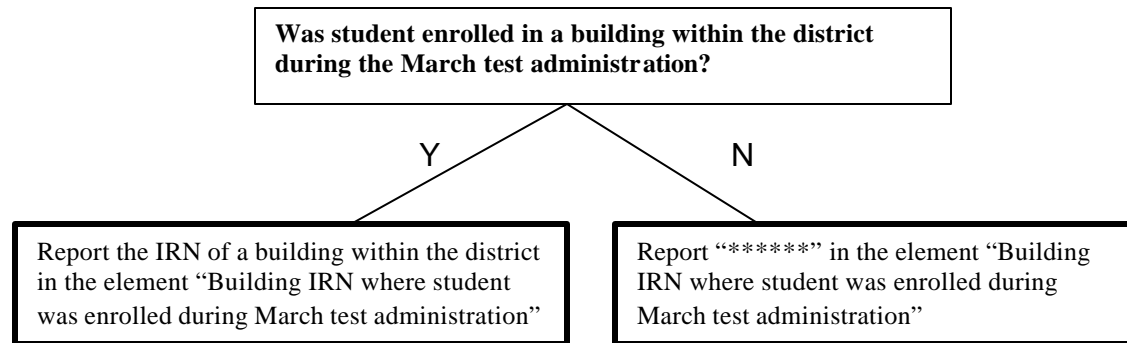 Was student enrolled in a building within the district
during the March test administration?
Y
N
Report the IRN of a building within the district
in the element “Building IRN where student
was enrolled during March test administration”
Report “******” in the element “Building
IRN where student was enrolled during
March test administration”